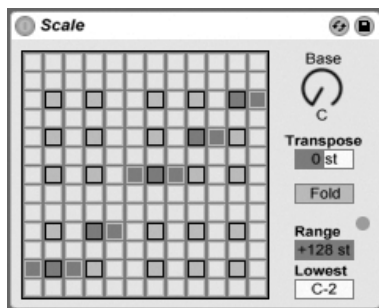 Scale
Base
C
Transpose
0 st
Fold
Range
+128 st
Lowest
C-2